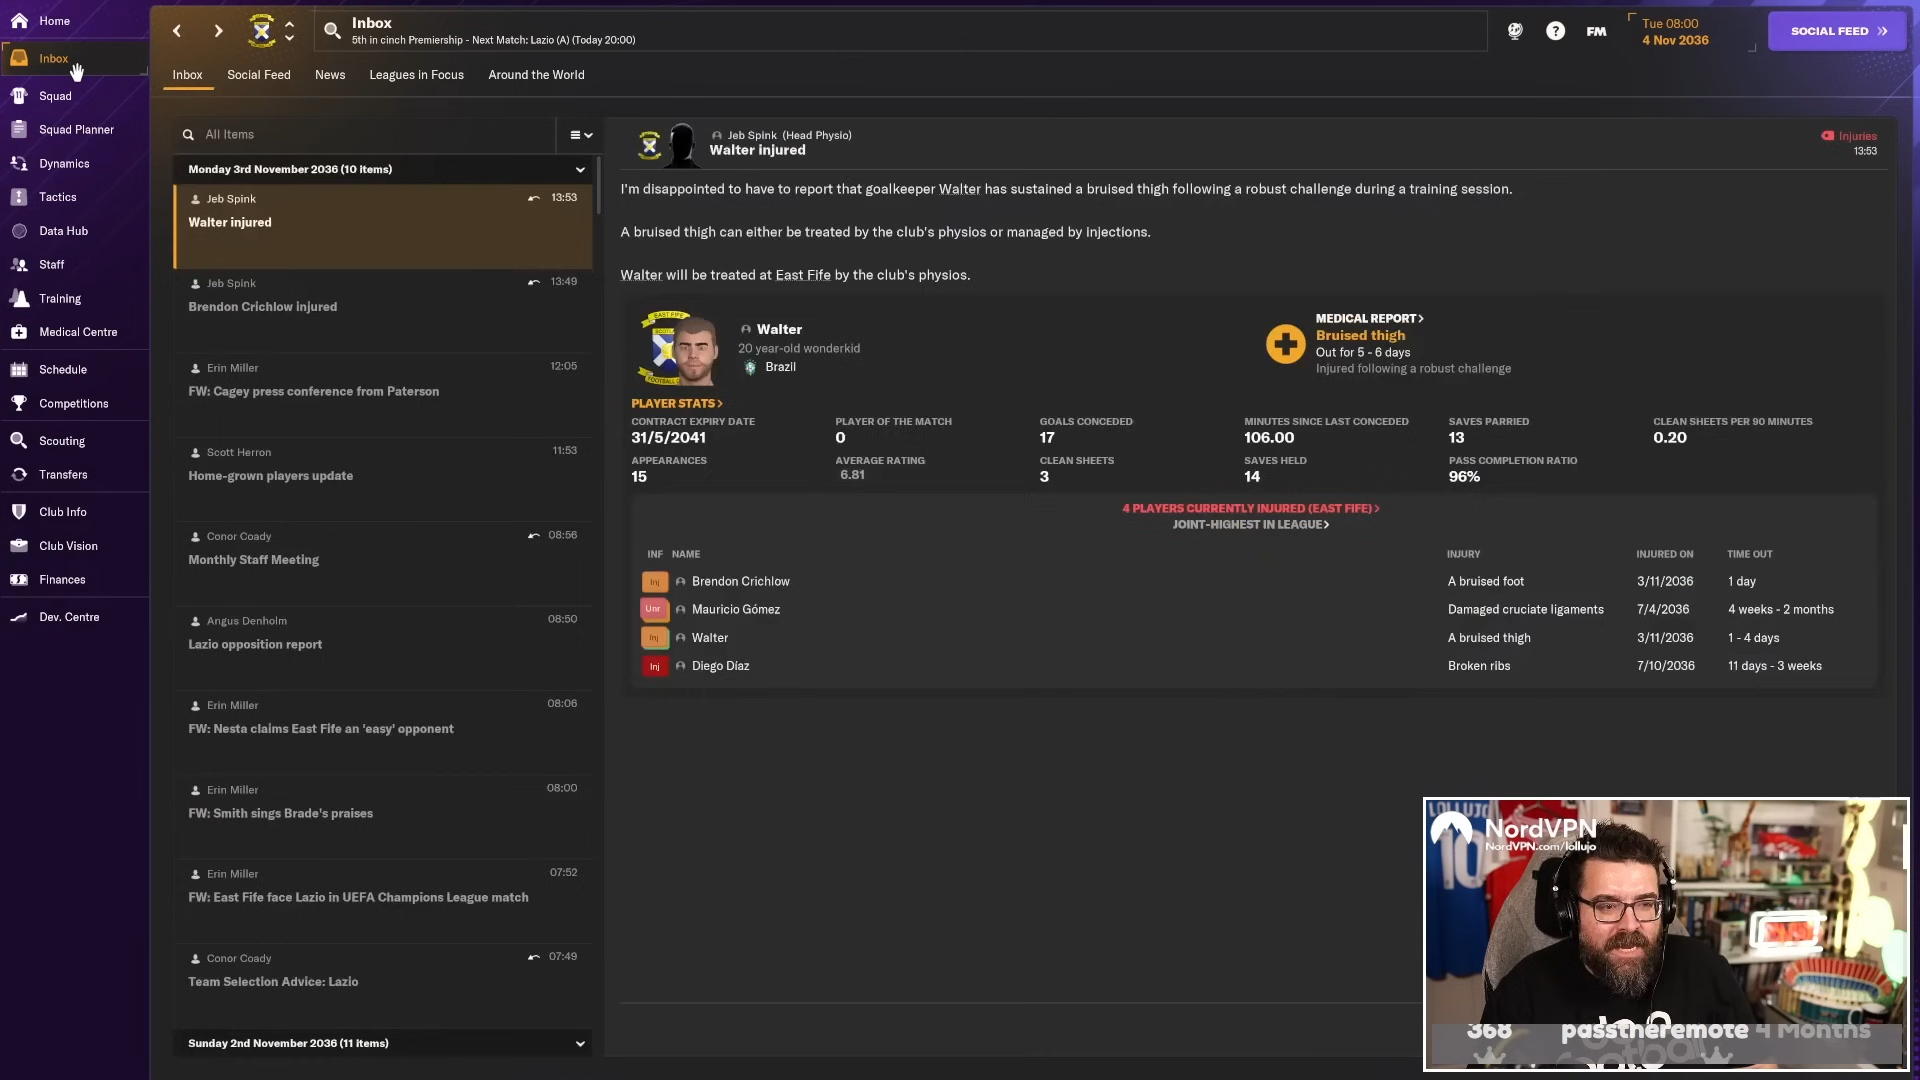 Home
Inbox
Squad
Squad Planner
Dynamics
Tactics
Data Hub
Staff
Training
Medical Centre
Schedule
Competitions
Scouting
Transfers
Club Info
Club Vision
Finances
Dev. Centre
Inbox
5th in cinch Premiership - Next Match: Lazio (A) (Today 20:00)
FM
Tue 08:00
4 Nov 2036
SOCIAL FEED
Inbox Social Feed News Leagues in Focus Around the World
All Items
Monday 3rd November 2036 (10 items)
Jeb Spink 13:53
Walter injured
Jeb Spink 13:49
Brendon Crichlow injured
Erin Miller 12:05
FW: Cagey press conference from Paterson
Scott Herron 11:53
Home-grown players update
Conor Coady 08:56
Monthly Staff Meeting
Angus Denholm 08:50
Lazio opposition report
Erin Miller 08:06
FW: Nesta claims East Fife an 'easy' opponent
Erin Miller 08:00
FW: Smith sings Brade's praises
Erin Miller 07:52
FW: East Fife face Lazio in UEFA Champions League match
Conor Coady 07:49
Team Selection Advice: Lazio
Sunday 2nd November 2036 (11 items)
Jeb Spink (Head Physio)
Walter injured
Injuries
13:53
I'm disappointed to have to report that goalkeeper Walter has sustained a bruised thigh following a robust challenge during a training session.
A bruised thigh can either be treated by the club's physios or managed by injections.
Walter will be treated at East Fife by the club's physios.
EAST FIFE
FOOTBALL
Walter
20 year-old wonderkid
Brazil
MEDICAL REPORT
Bruised thigh
Out for 5 - 6 days
Injured following a robust challenge
PLAYER STATS
CONTRACT EXPIRY DATE PLAYER OF THE MATCH GOALS CONCEDED MINUTES SINCE LAST CONCEDED SAVES PARRIED CLEAN SHEETS PER 90 MINUTES
31/5/2041 0 17 106.00 13 0.20
APPEARANCES AVERAGE RATING CLEAN SHEETS SAVES HELD PASS COMPLETION RATIO
15 6.81 3 14 96%
4 PLAYERS CURRENTLY INJURED (EAST FIFE)
JOINT-HIGHEST IN LEAGUE
INF NAME INJURY INJURED ON TIME OUT
Inj Brendon Crichlow A bruised foot 3/11/2036 1 day
Unr Mauricio Gómez Damaged cruciate ligaments 7/4/2036 4 weeks - 2 months
Inj Walter A bruised thigh 3/11/2036 1 - 4 days
Inj Diego Díaz Broken ribs 7/10/2036 11 days - 3 weeks
LOLLUJO
10
NordVPN
NordVPN.com/lollujo
368 passtheremote 4 Months